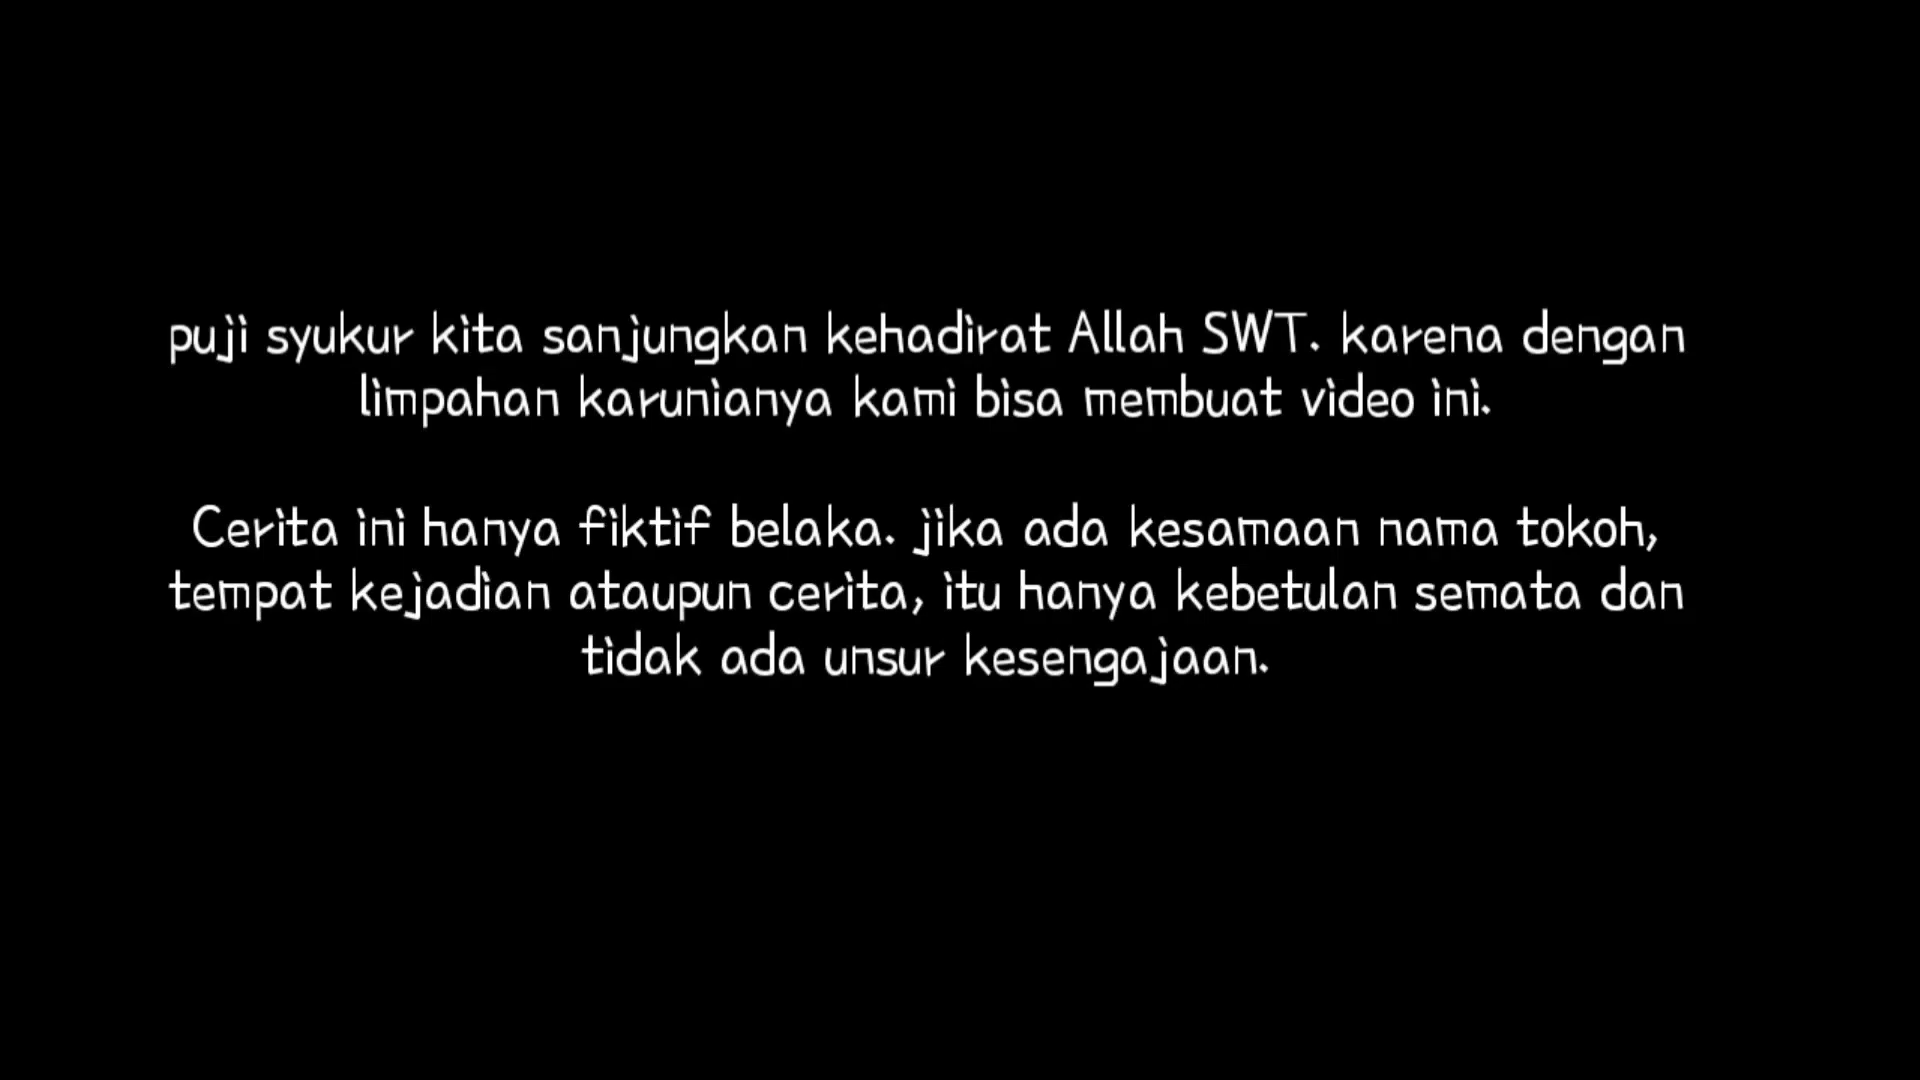 puji syukur kita sanjungkan kehadirat Allah SWT. karena dengan
limpahan karunianya kami bisa membuat video ini.
Cerita ini hanya fiktif belaka. jika ada kesamaan nama tokoh,
tempat kejadian ataupun cerita, itu hanya kebetulan semata dan
tidak ada unsur kesengajaan.